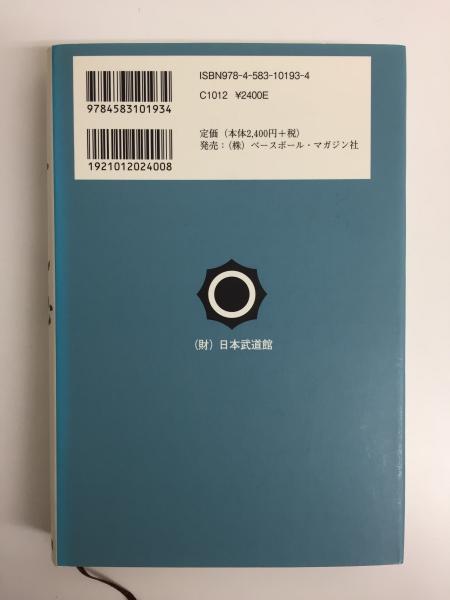 ISBN978-4-583-10193-4
C1012 ¥2400E
9784583101934
定価（本体2,400円＋税）
発売：（株）ベースボール・マガジン社
1921012024008
（財）日本武道館